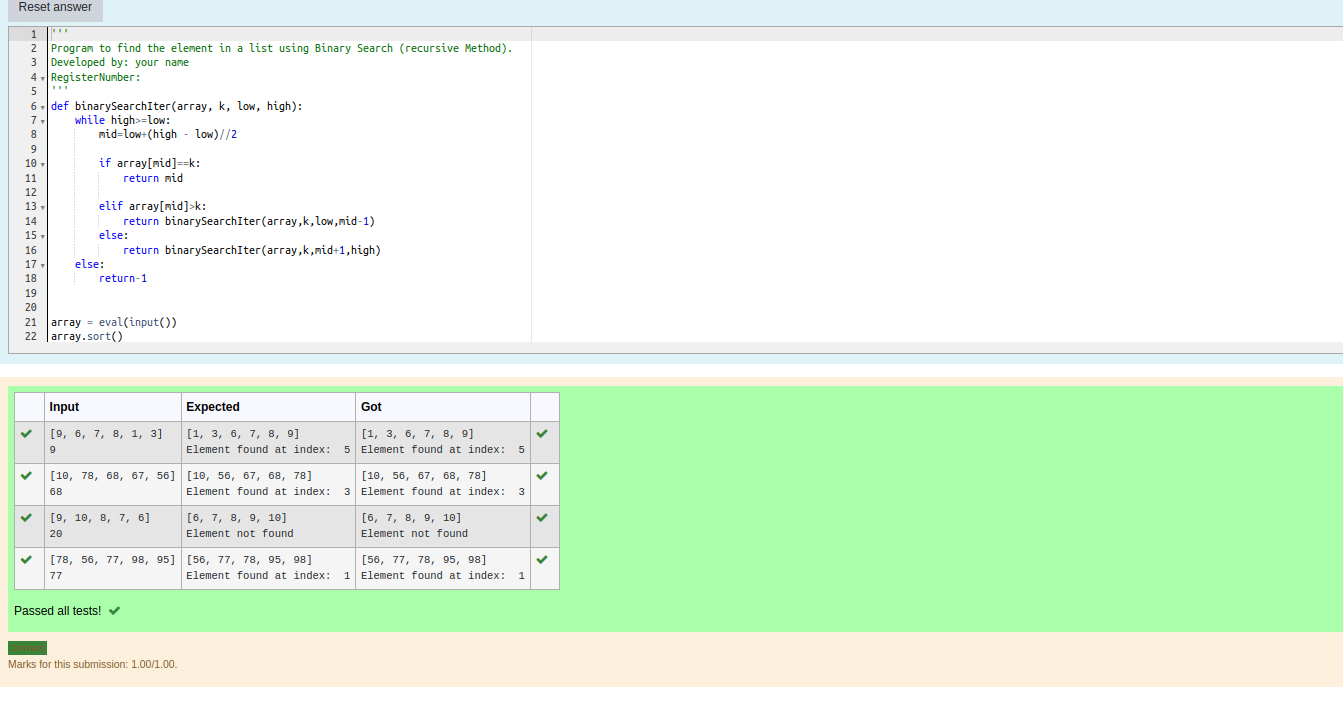 Reset answer
1 '''
2 Program to find the element in a list using Binary Search (recursive Method).
3 Developed by: your name
4 RegisterNumber:
5 '''
6 def binarySearchIter(array, k, low, high):
7     while high>=low:
8         mid=low+(high - low)//2
9
10         if array[mid]==k:
11             return mid
12
13         elif array[mid]>k:
14             return binarySearchIter(array,k,low,mid-1)
15         else:
16             return binarySearchIter(array,k,mid+1,high)
17     else:
18         return-1
19
20
21 array = eval(input())
22 array.sort()
Input Expected Got
[9, 6, 7, 8, 1, 3] [1, 3, 6, 7, 8, 9] [1, 3, 6, 7, 8, 9]
9 Element found at index:  5 Element found at index:  5
[10, 78, 68, 67, 56] [10, 56, 67, 68, 78] [10, 56, 67, 68, 78]
68 Element found at index:  3 Element found at index:  3
[9, 10, 8, 7, 6] [6, 7, 8, 9, 10] [6, 7, 8, 9, 10]
20 Element not found Element not found
[78, 56, 77, 98, 95] [56, 77, 78, 95, 98] [56, 77, 78, 95, 98]
77 Element found at index:  1 Element found at index:  1
Passed all tests!
Marks for this submission: 1.00/1.00.